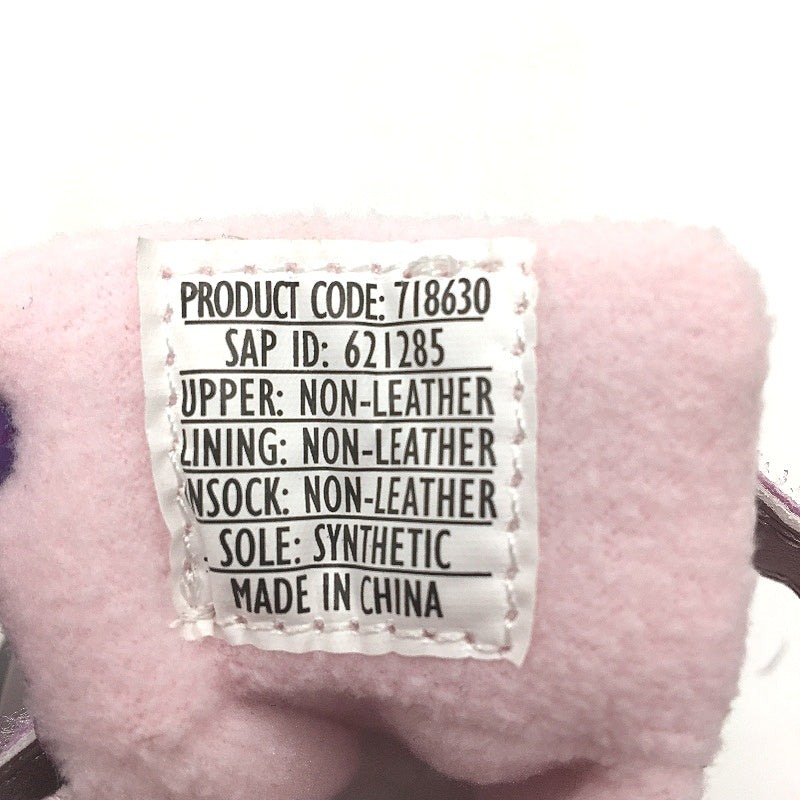 PRODUCT CODE: 718630
SAP ID: 621285
UPPER: NON-LEATHER
LINING: NON-LEATHER
INSOCK: NON-LEATHER
SOLE: SYNTHETIC
MADE IN CHINA